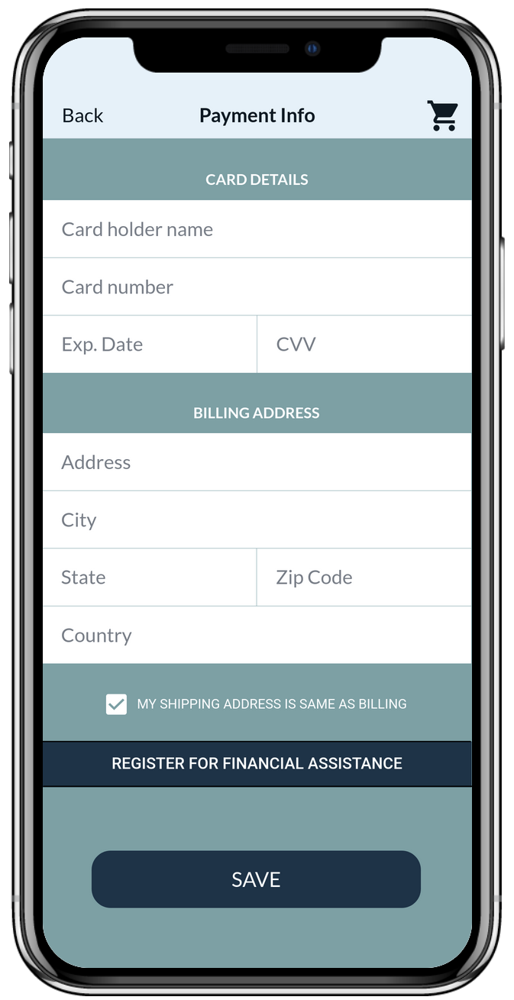 Back
Payment Info
CARD DETAILS
Card holder name
Card number
Exp. Date
CVV
BILLING ADDRESS
Address
City
State
Zip Code
Country
MY SHIPPING ADDRESS IS SAME AS BILLING
REGISTER FOR FINANCIAL ASSISTANCE
SAVE